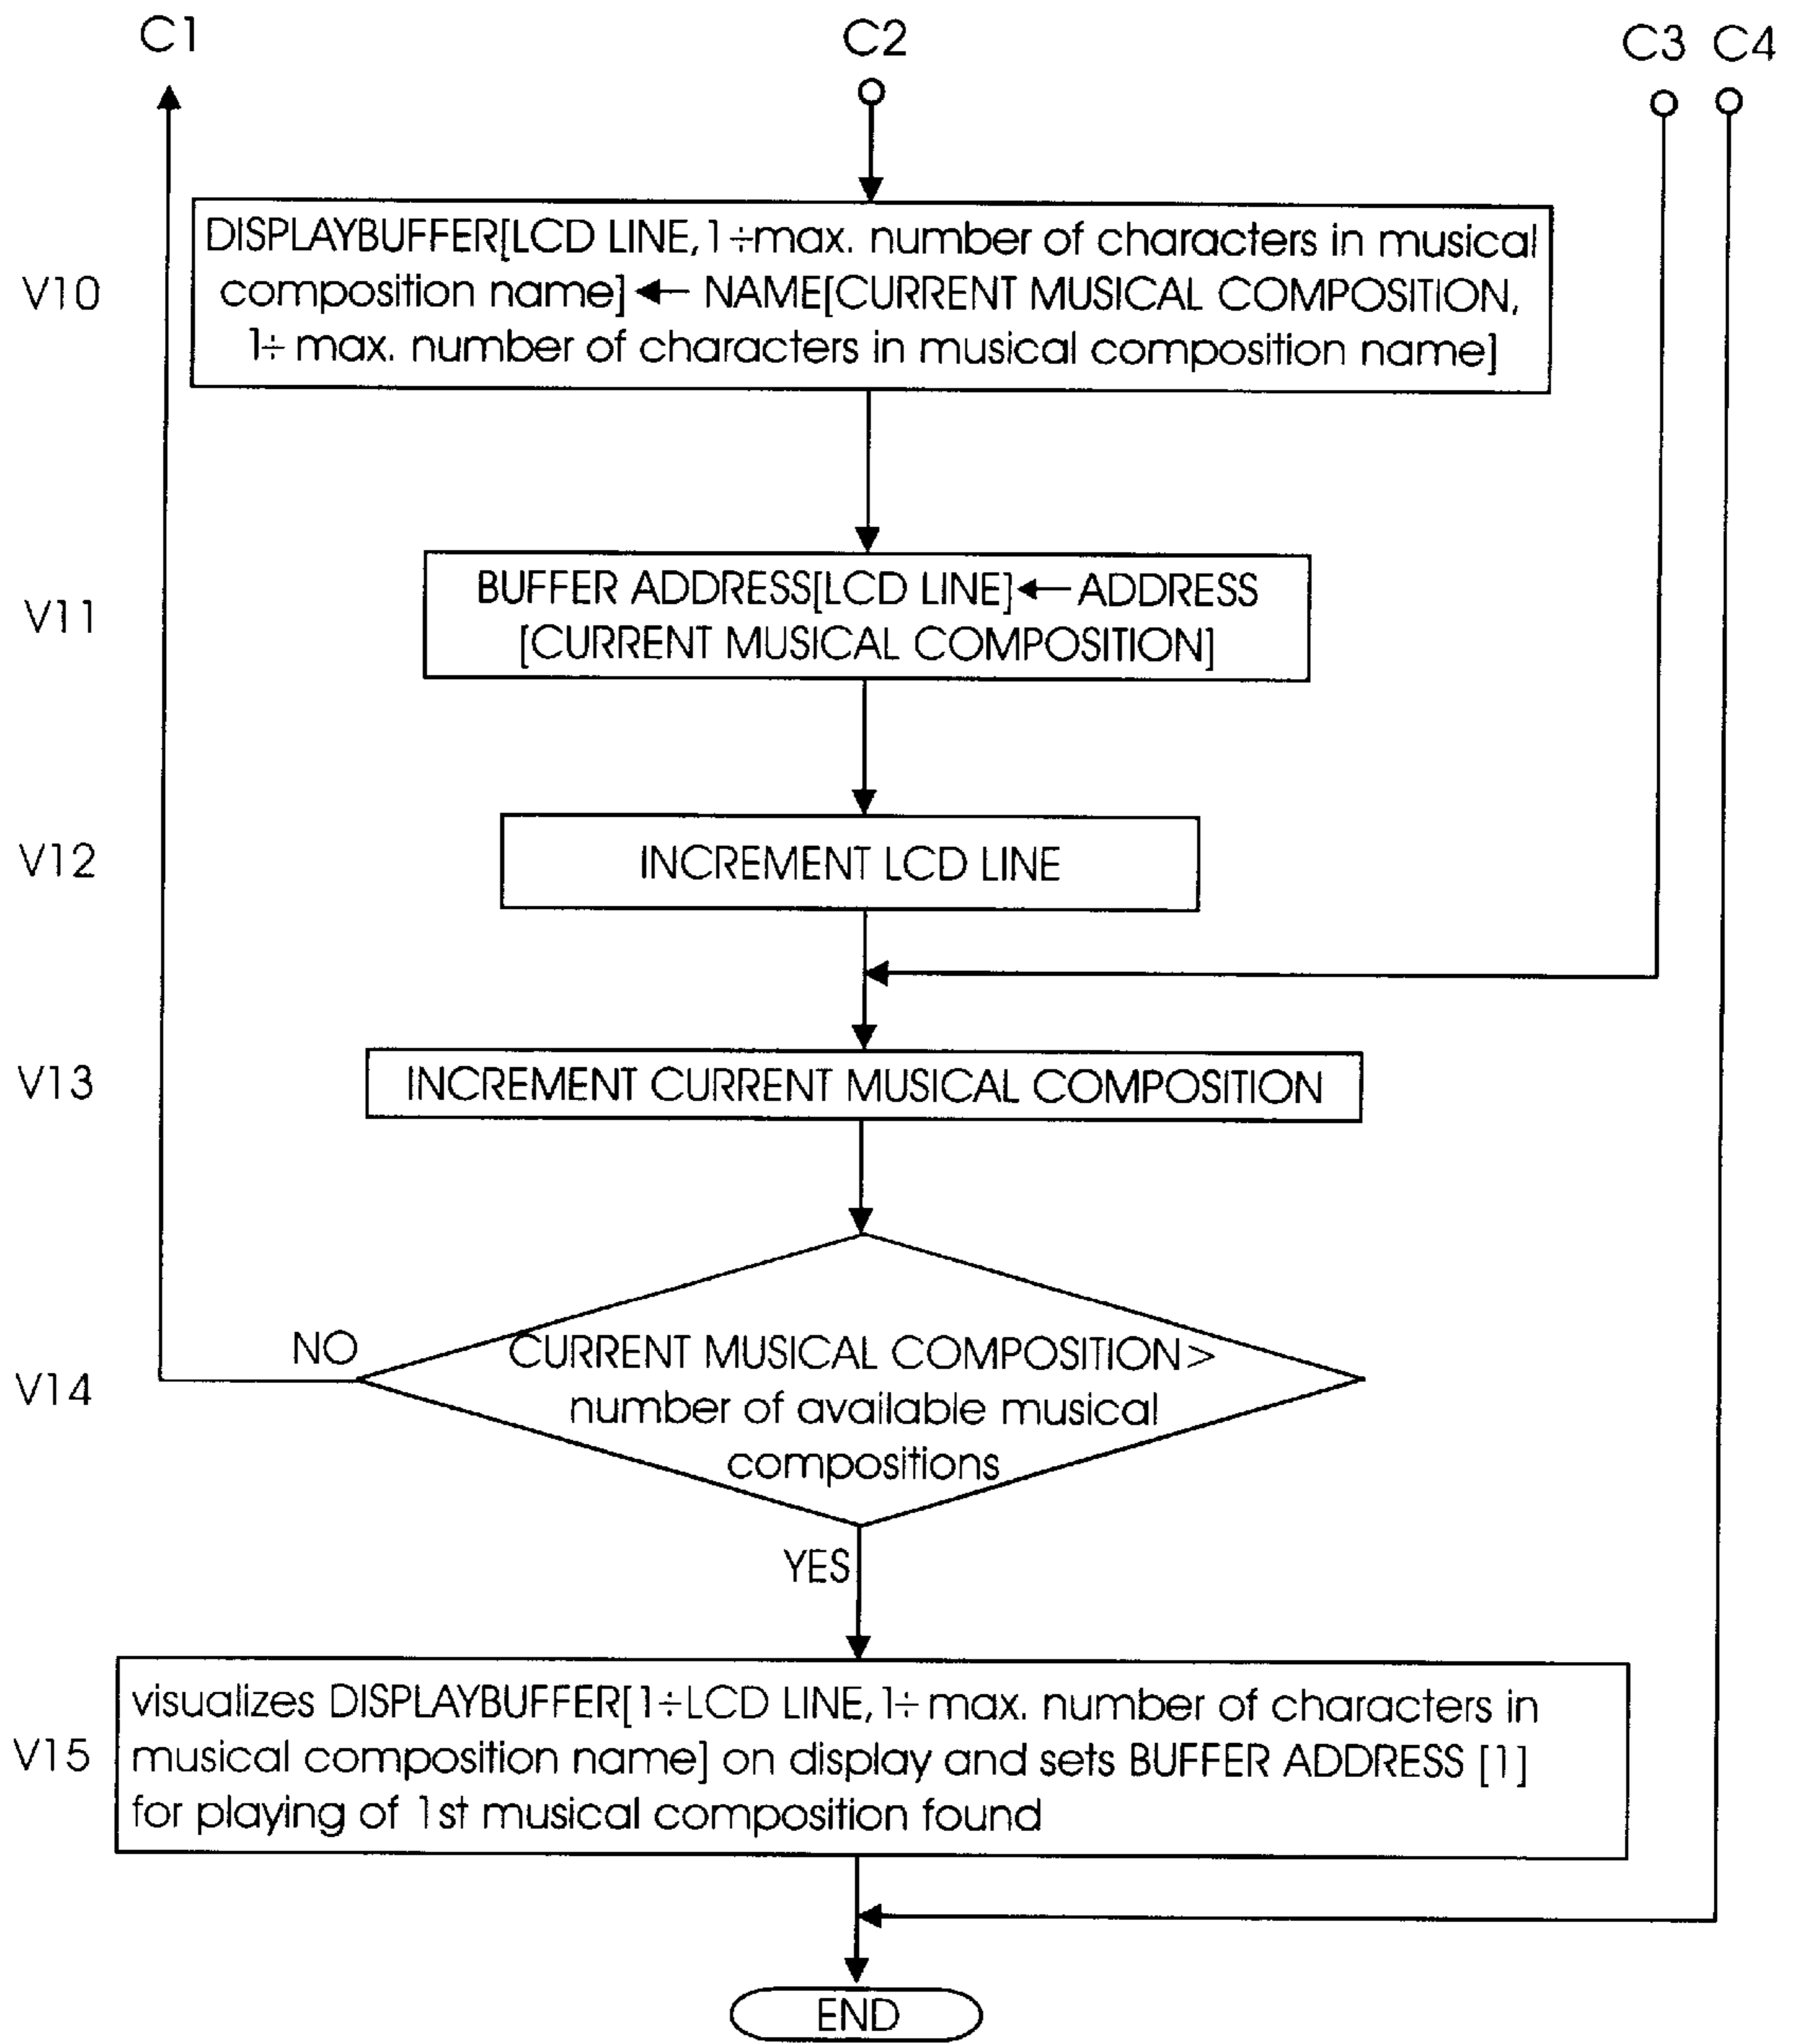 C1
C2
C3
C4
V10
DISPLAYBUFFER[LCD LINE, 1÷max. number of characters in musical
composition name] ← NAME[CURRENT MUSICAL COMPOSITION,
1÷ max. number of characters in musical composition name]
V11
BUFFER ADDRESS[LCD LINE] ← ADDRESS
[CURRENT MUSICAL COMPOSITION]
V12
INCREMENT LCD LINE
V13
INCREMENT CURRENT MUSICAL COMPOSITION
NO
V14
CURRENT MUSICAL COMPOSITION >
number of available musical
compositions
YES
V15
visualizes DISPLAYBUFFER[1÷LCD LINE, 1÷ max. number of characters in
musical composition name] on display and sets BUFFER ADDRESS [1]
for playing of 1st musical composition found
END